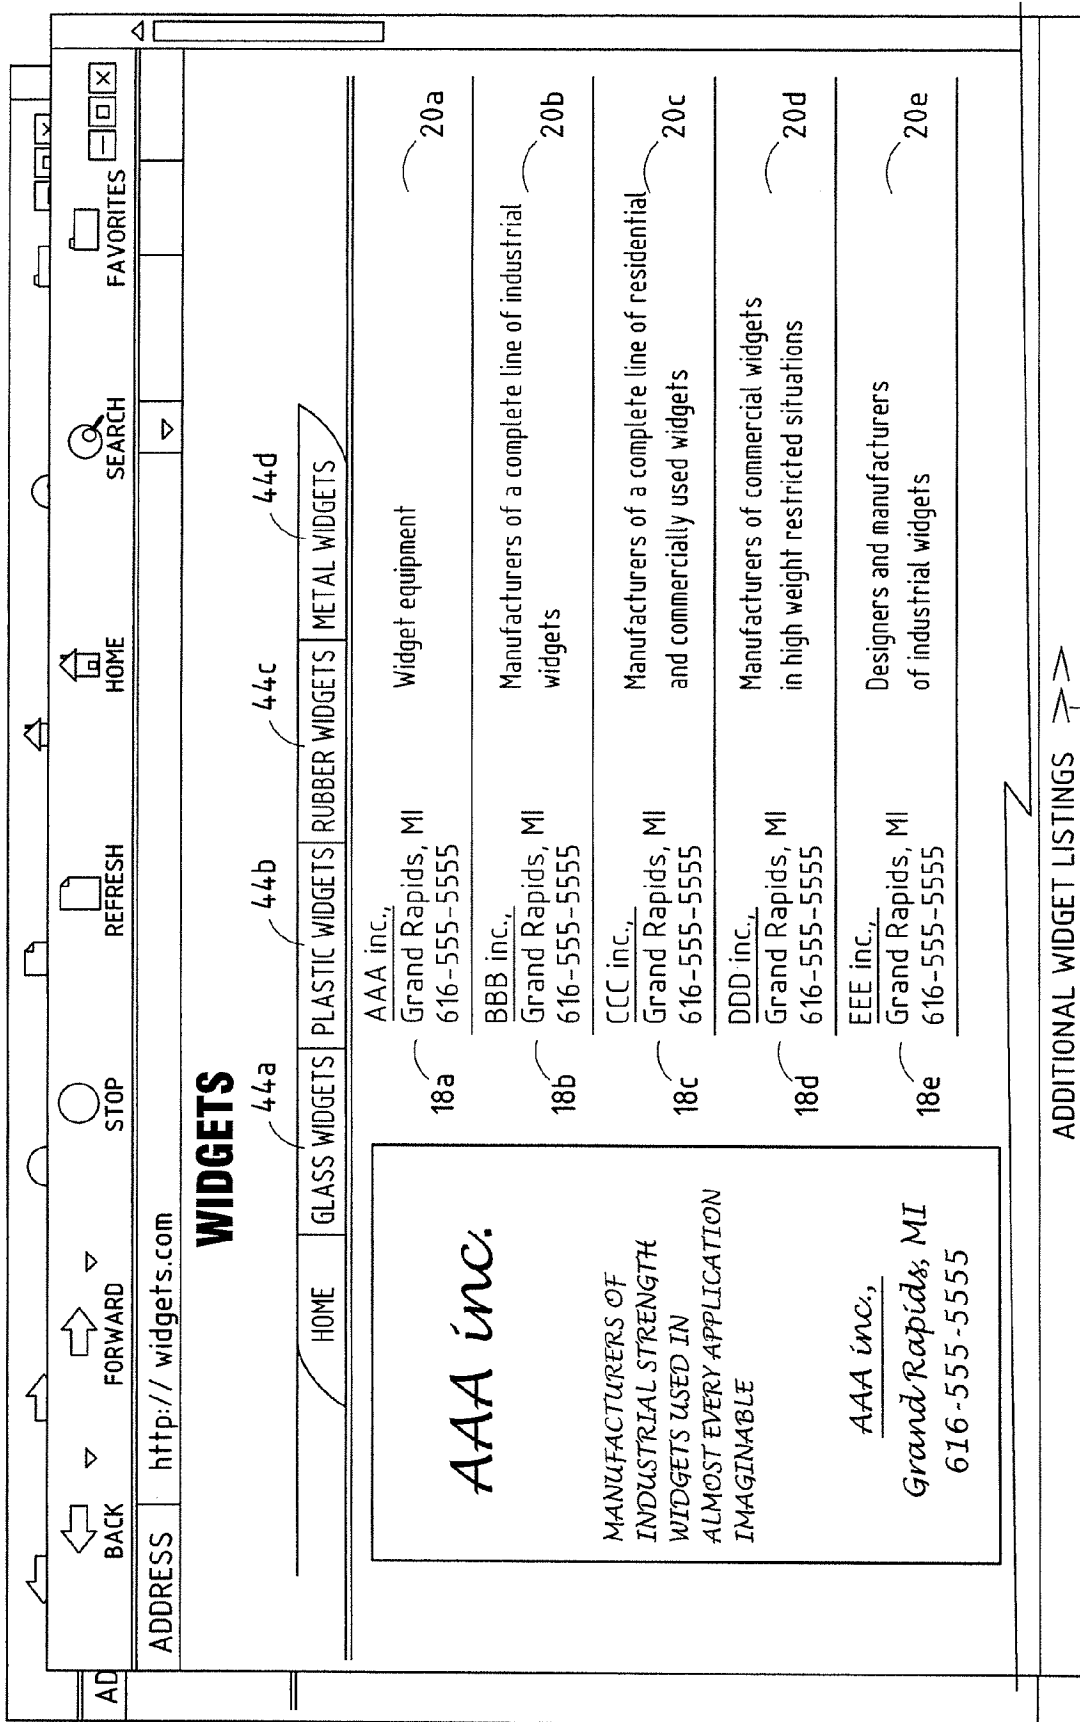 BACK FORWARD STOP REFRESH HOME SEARCH FAVORITES
AD
ADDRESS http:// widgets.com
WIDGETS
44a 44b 44c 44d
HOME GLASS WIDGETS PLASTIC WIDGETS RUBBER WIDGETS METAL WIDGETS
AAA inc.
MANUFACTURERS OF
INDUSTRIAL STRENGTH
WIDGETS USED IN
ALMOST EVERY APPLICATION
IMAGINABLE
AAA inc.,
Grand Rapids, MI
616-555-5555
18a
AAA inc.,
Grand Rapids, MI
616-555-5555
Widget equipment
20a
18b
BBB inc.,
Grand Rapids, MI
616-555-5555
Manufacturers of a complete line of industrial
widgets
20b
18c
CCC inc.,
Grand Rapids, MI
616-555-5555
Manufacturers of a complete line of residential
and commercially used widgets
20c
18d
DDD inc.,
Grand Rapids, MI
616-555-5555
Manufacturers of commercial widgets
in high weight restricted situations
20d
18e
EEE inc.,
Grand Rapids, MI
616-555-5555
Designers and manufacturers
of industrial widgets
20e
ADDITIONAL WIDGET LISTINGS >>